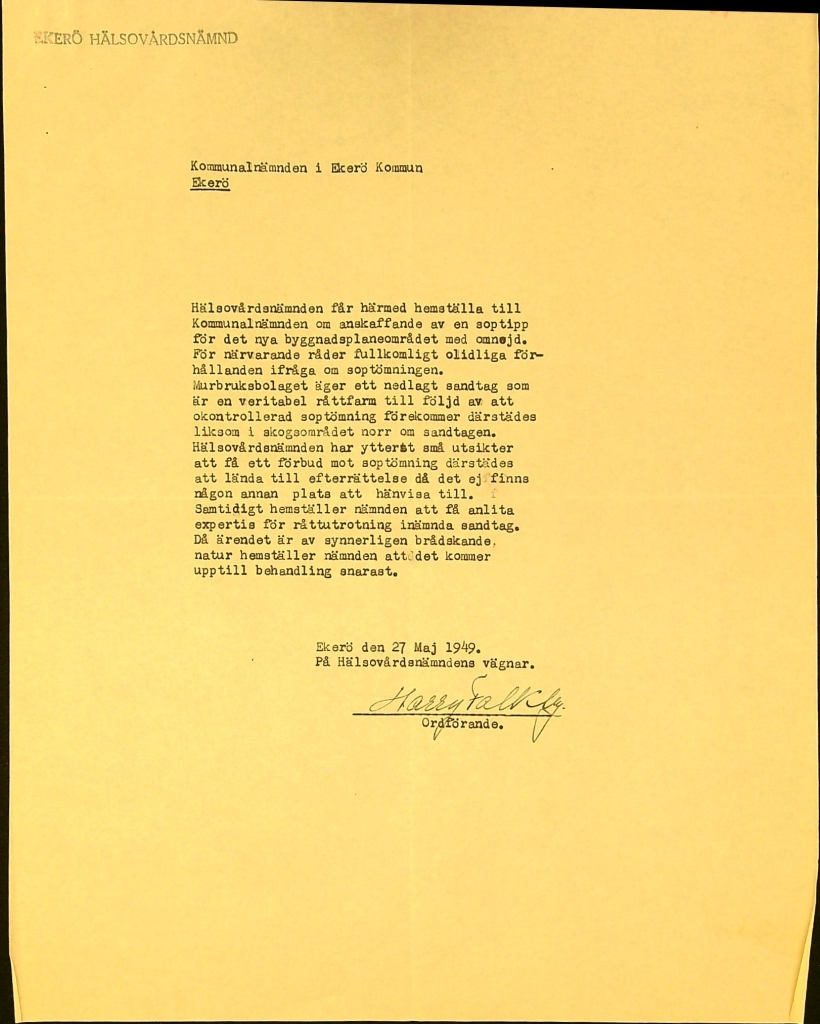 EKERÖ HÄLSOVÅRDSNÄMND
Kommunalnämnden i Ekerö Kommun
Ekerö
Hälsovårdsnämnden får härmed hemställa till
Kommunalnämnden om anskaffande av en soptipp
för det nya byggnadsplaneområdet med omnejd.
För närvarande råder fullkomligt olidliga för-
hållanden ifråga om soptömningen.
Murbruksbolaget äger ett nedlagt sandtag som
är en veritabel råttfarm till följd av att
okontrollerad soptömning förekommer därstädes
liksom i skogsområdet norr om sandtagen.
Hälsovårdsnämnden har ytterst små utsikter
att få ett förbud mot soptömning därstädes
att lända till efterrättelse då det ej finns
någon annan plats att hänvisa till.
Samtidigt hemställer nämnden att få anlita
expertis för råttutrotning inämnda sandtag.
Då ärendet är av synnerligen brådskande
natur hemställer nämnden att det kommer
upptill behandling snarast.
Ekerö den 27 Maj 1949.
På Hälsovårdsnämndens vägnar.
Harry Falkby.
Ordförande.